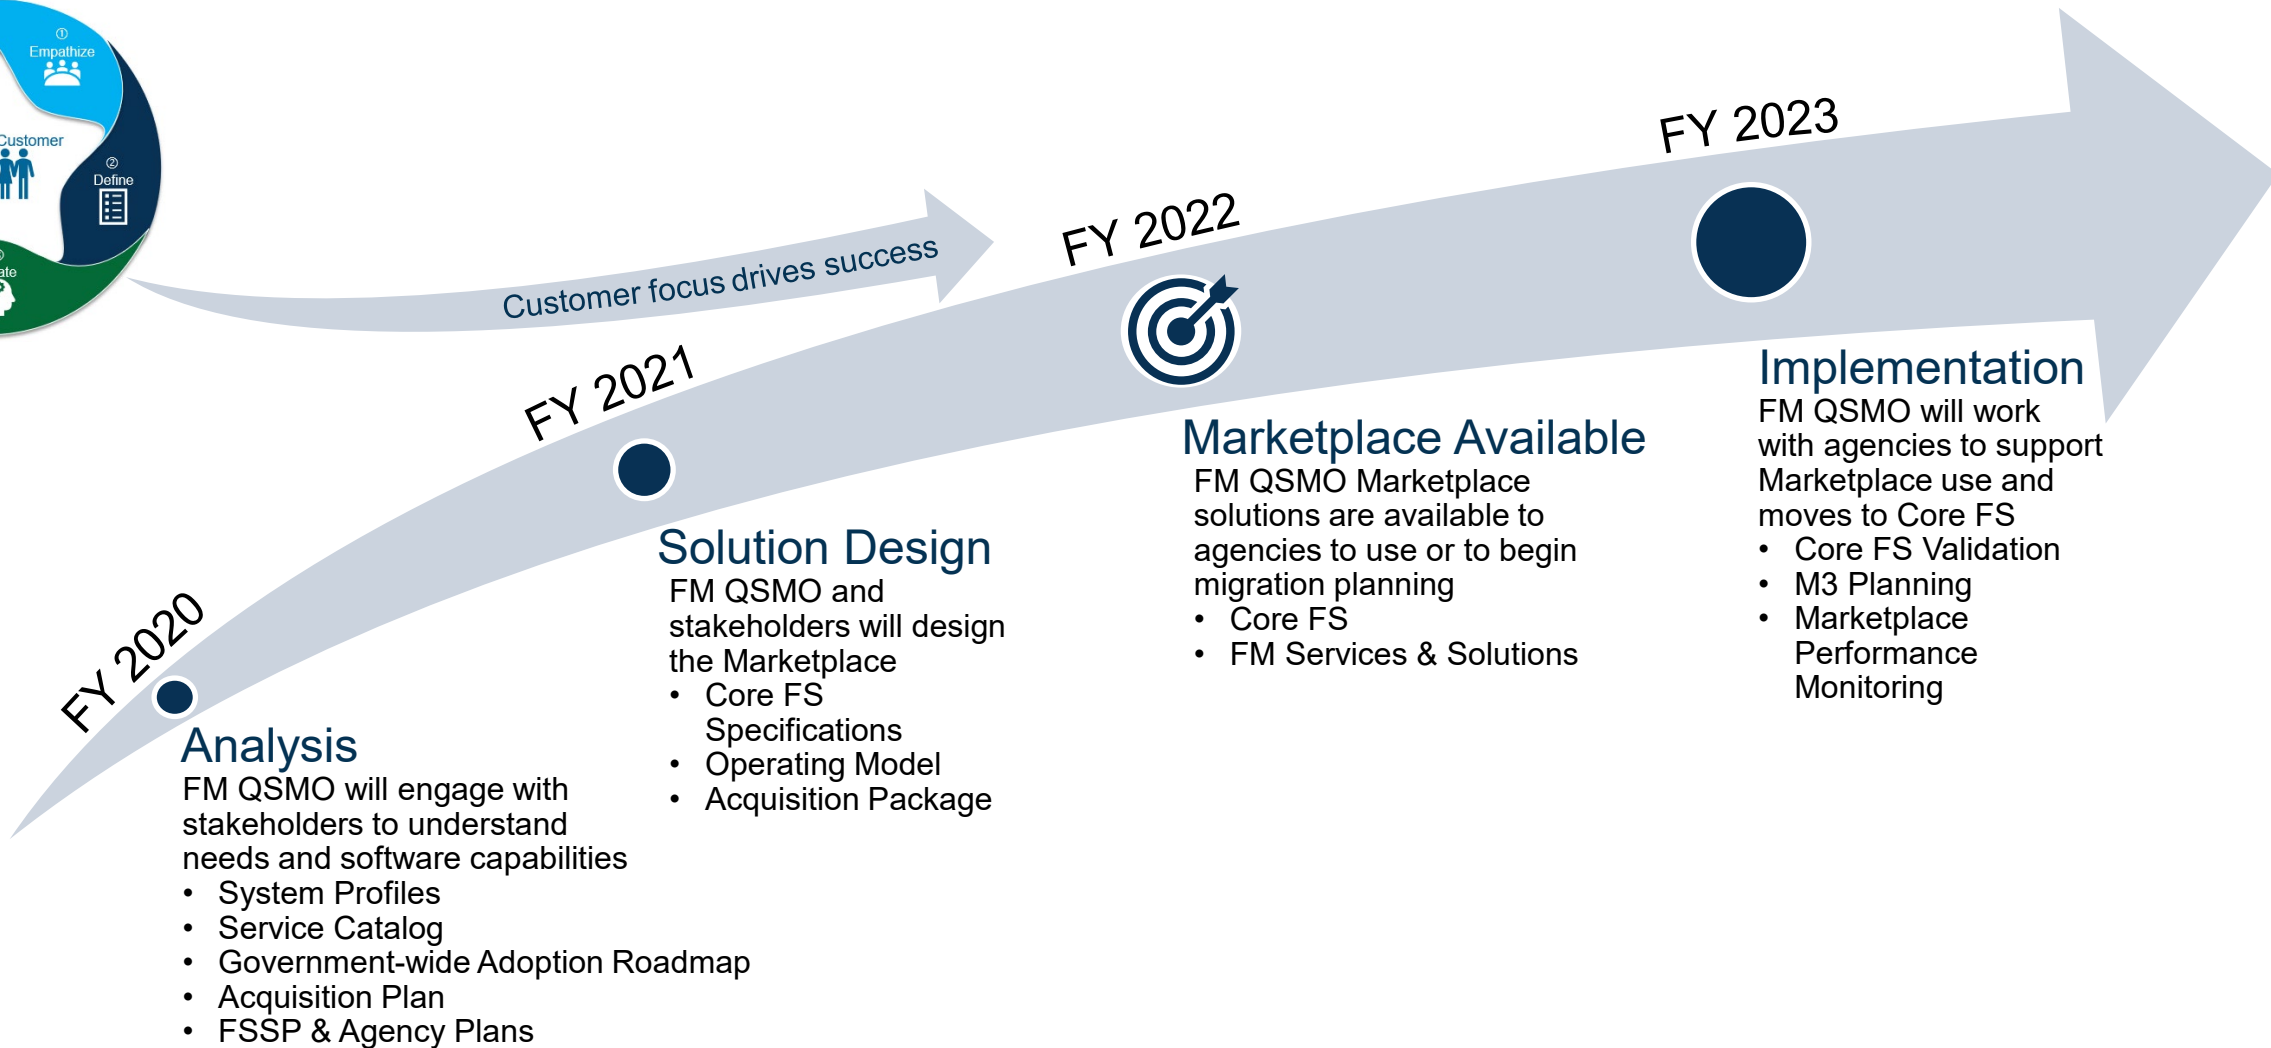 ①
Empathize
Customer
②
Define
Customer focus drives success
FY 2020
Analysis
FM QSMO will engage with
stakeholders to understand
needs and software capabilities
• System Profiles
• Service Catalog
• Government-wide Adoption Roadmap
• Acquisition Plan
• FSSP & Agency Plans
FY 2021
Solution Design
FM QSMO and
stakeholders will design
the Marketplace
• Core FS
Specifications
• Operating Model
• Acquisition Package
FY 2022
Marketplace Available
FM QSMO Marketplace
solutions are available to
agencies to use or to begin
migration planning
• Core FS
• FM Services & Solutions
FY 2023
Implementation
FM QSMO will work
with agencies to support
Marketplace use and
moves to Core FS
• Core FS Validation
• M3 Planning
• Marketplace
Performance
Monitoring